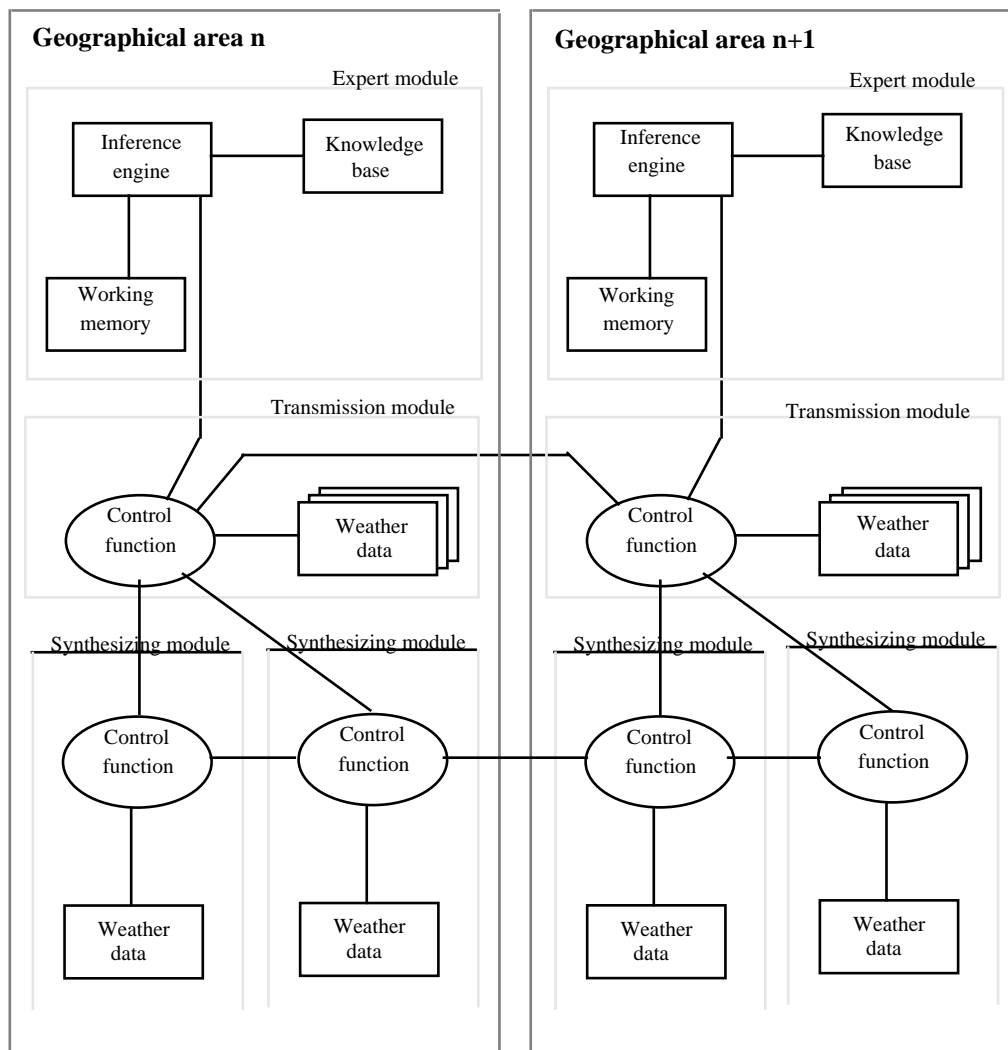 Geographical area n
Expert module
Inference
engine
Knowledge
base
Working
memory
Transmission module
Control
function
Weather
data
Synthesizing module
Synthesizing module
Control
function
Control
function
Weather
data
Weather
data
Geographical area n+1
Expert module
Inference
engine
Knowledge
base
Working
memory
Transmission module
Control
function
Weather
data
Synthesizing module
Synthesizing module
Control
function
Control
function
Weather
data
Weather
data